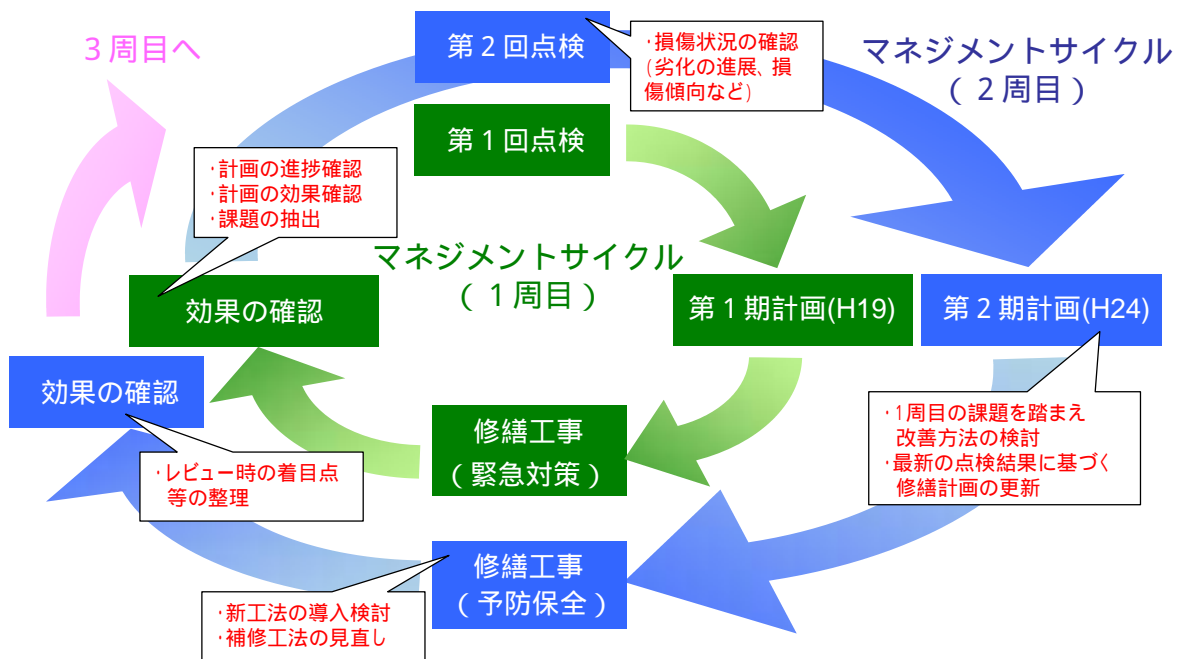 3周目へ
第2回点検
・損傷状況の確認
(劣化の進展、損
傷傾向など)
マネジメントサイクル
(2周目)
第1回点検
・計画の進捗確認
・計画の効果確認
・課題の抽出
マネジメントサイクル
(1周目)
効果の確認
第1期計画(H19)
第2期計画(H24)
効果の確認
・1周目の課題を踏まえ
改善方法の検討
・最新の点検結果に基づく
修繕計画の更新
修繕工事
(緊急対策)
・レビュー時の着目点
等の整理
修繕工事
(予防保全)
・新工法の導入検討
・補修工法の見直し